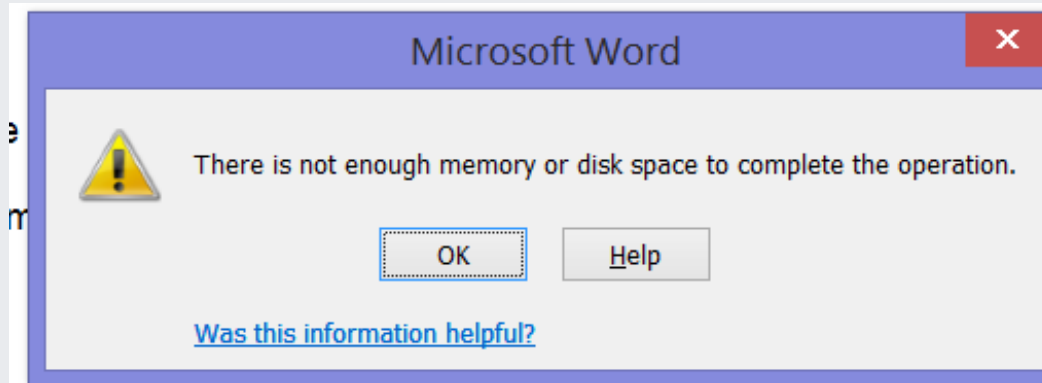 Microsoft Word
e
There is not enough memory or disk space to complete the operation.
m
OK
Help
Was this information helpful?